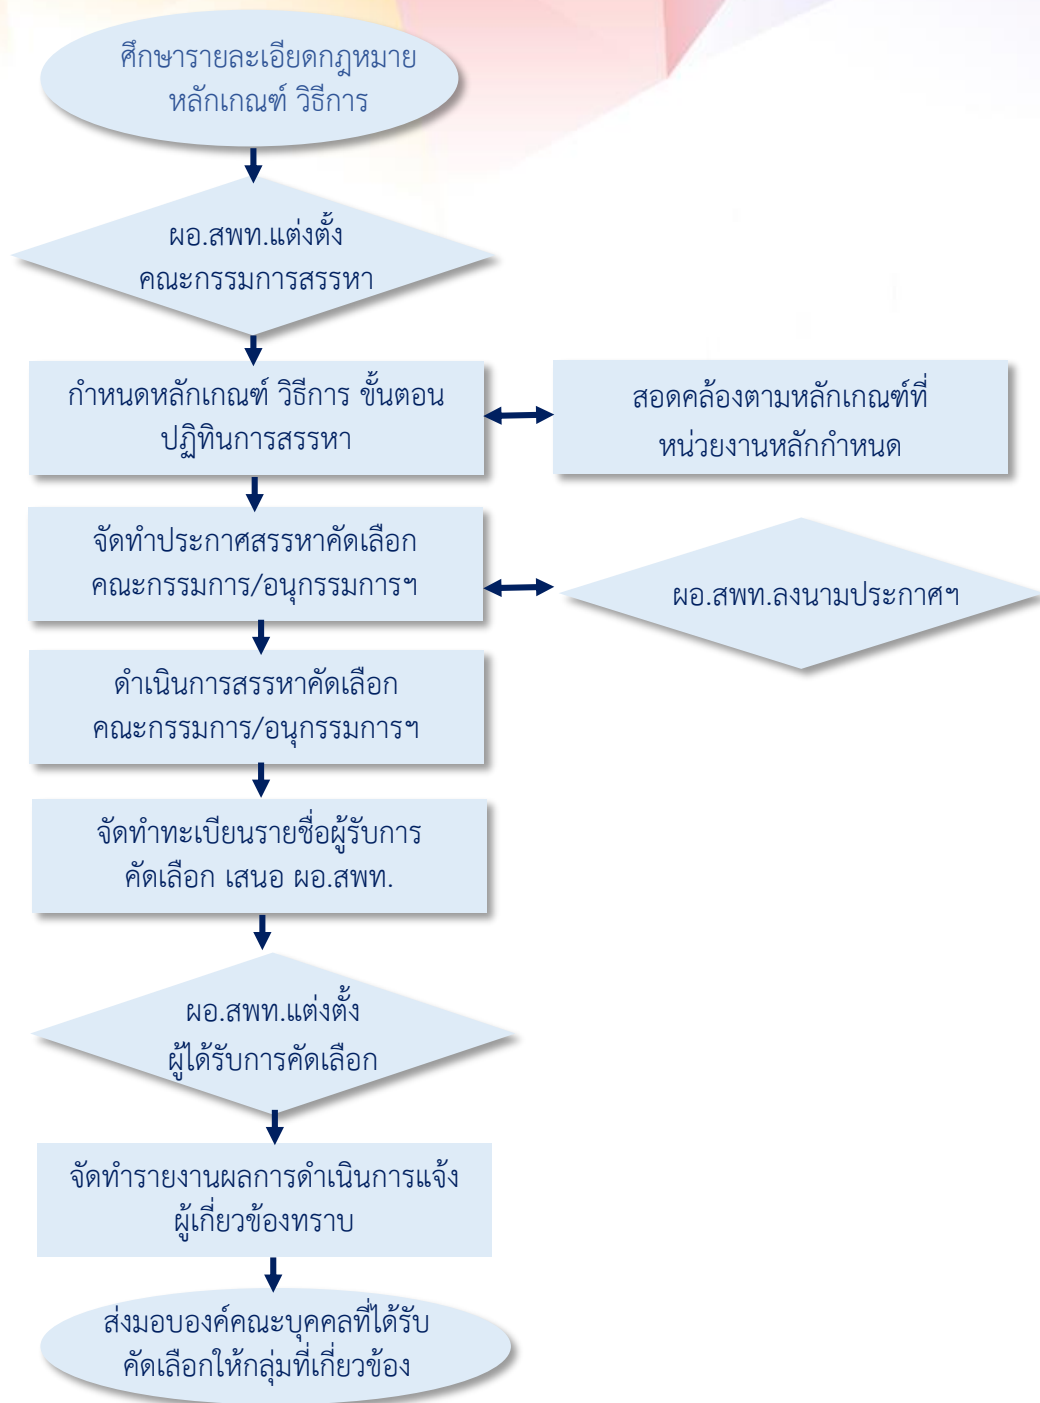 ศึกษารายละเอียดกฎหมาย
หลักเกณฑ์ วิธีการ
ผอ.สพท.แต่งตั้ง
คณะกรรมการสรรหา
กำหนดหลักเกณฑ์ วิธีการ ขั้นตอน
ปฏิทินการสรรหา
สอดคล้องตามหลักเกณฑ์ที่
หน่วยงานหลักกำหนด
จัดทำประกาศสรรหาคัดเลือก
คณะกรรมการ/อนุกรรมการฯ
ผอ.สพท.ลงนามประกาศฯ
ดำเนินการสรรหาคัดเลือก
คณะกรรมการ/อนุกรรมการฯ
จัดทำทะเบียนรายชื่อผู้รับการ
คัดเลือก เสนอ ผอ.สพท.
ผอ.สพท.แต่งตั้ง
ผู้ได้รับการคัดเลือก
จัดทำรายงานผลการดำเนินการแจ้ง
ผู้เกี่ยวข้องทราบ
ส่งมอบองค์คณะบุคคลที่ได้รับ
คัดเลือกให้กลุ่มที่เกี่ยวข้อง